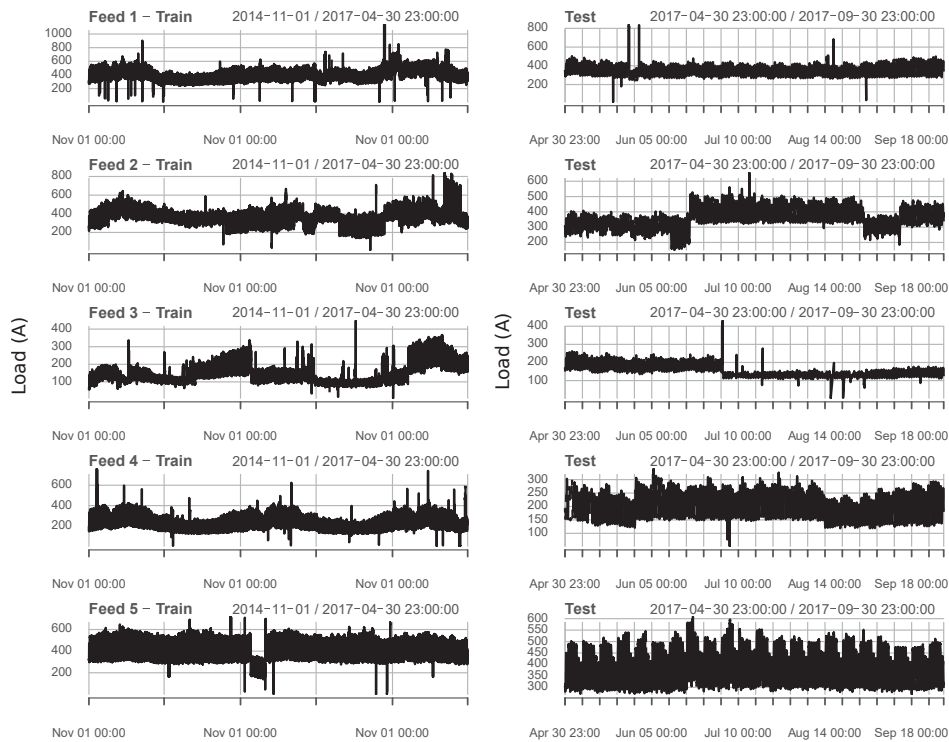 Feed 1 – Train 2014-11-01 / 2017-04-30 23:00:00
1000
800
600
400
200
Nov 01 00:00 Nov 01 00:00 Nov 01 00:00
Test 2017-04-30 23:00:00 / 2017-09-30 23:00:00
800
600
400
200
Apr 30 23:00 Jun 05 00:00 Jul 10 00:00 Aug 14 00:00 Sep 18 00:00
Feed 2 – Train 2014-11-01 / 2017-04-30 23:00:00
800
600
400
200
Nov 01 00:00 Nov 01 00:00 Nov 01 00:00
Test 2017-04-30 23:00:00 / 2017-09-30 23:00:00
600
500
400
300
200
Apr 30 23:00 Jun 05 00:00 Jul 10 00:00 Aug 14 00:00 Sep 18 00:00
Load (A)
Feed 3 – Train 2014-11-01 / 2017-04-30 23:00:00
400
300
200
100
Nov 01 00:00 Nov 01 00:00 Nov 01 00:00
Load (A)
Test 2017-04-30 23:00:00 / 2017-09-30 23:00:00
400
300
200
100
Apr 30 23:00 Jun 05 00:00 Jul 10 00:00 Aug 14 00:00 Sep 18 00:00
Feed 4 – Train 2014-11-01 / 2017-04-30 23:00:00
600
400
200
Nov 01 00:00 Nov 01 00:00 Nov 01 00:00
Test 2017-04-30 23:00:00 / 2017-09-30 23:00:00
300
250
200
150
100
Apr 30 23:00 Jun 05 00:00 Jul 10 00:00 Aug 14 00:00 Sep 18 00:00
Feed 5 – Train 2014-11-01 / 2017-04-30 23:00:00
600
400
200
Nov 01 00:00 Nov 01 00:00 Nov 01 00:00
Test 2017-04-30 23:00:00 / 2017-09-30 23:00:00
600
550
500
450
400
350
300
Apr 30 23:00 Jun 05 00:00 Jul 10 00:00 Aug 14 00:00 Sep 18 00:00